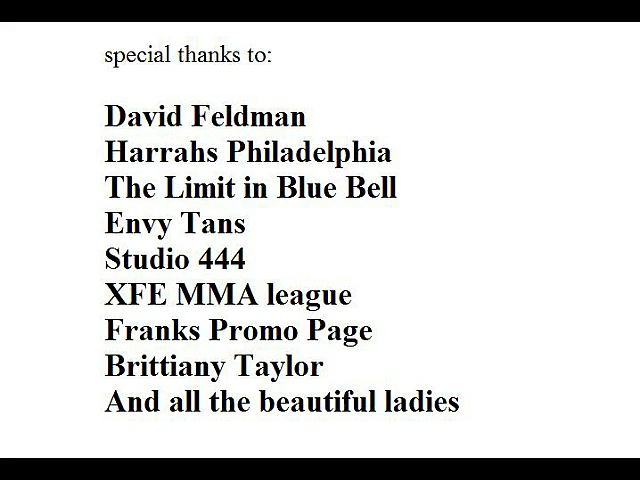 special thanks to:
David Feldman
Harrahs Philadelphia
The Limit in Blue Bell
Envy Tans
Studio 444
XFE MMA league
Franks Promo Page
Brittiany Taylor
And all the beautiful ladies